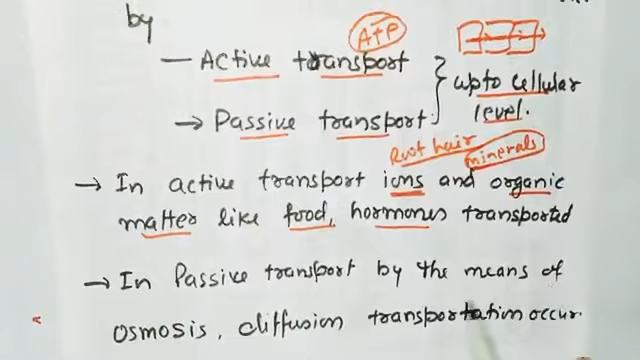 by
ATP
— Active transport
upto cellular
→ Passive transport
level.
Root hair minerals
→ In active transport ions and organic
matter like food, hormones transported
→ In Passive transport by the means of
osmosis, diffusion transportation occur.